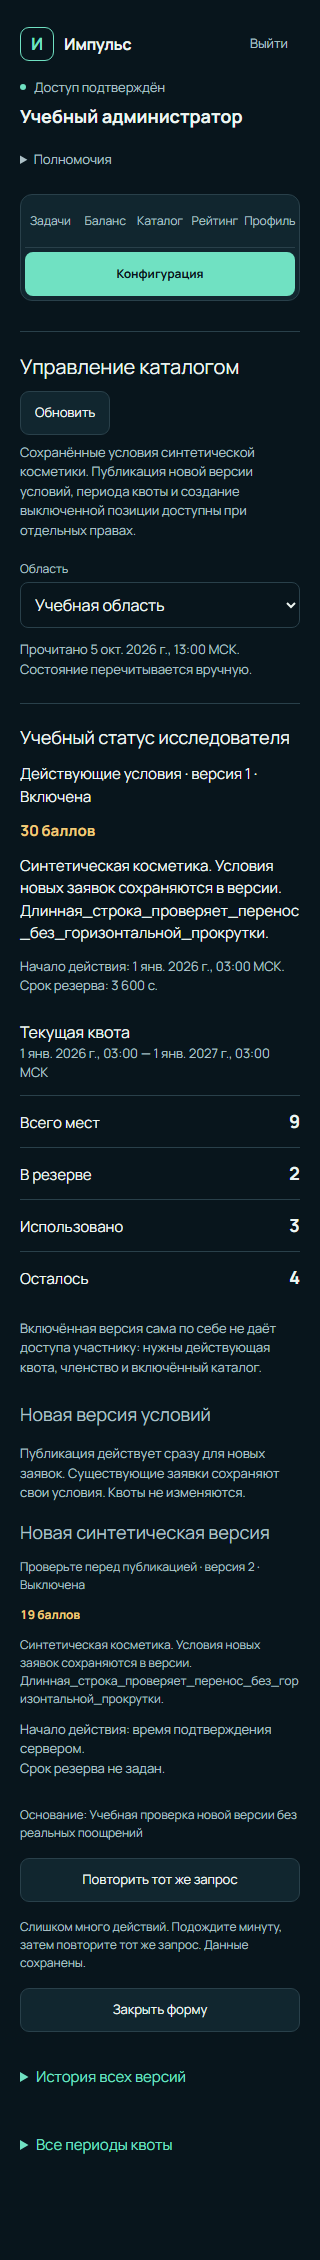 И Импульс Выйти
Доступ подтверждён
Учебный администратор
Полномочия
Задачи Баланс Каталог Рейтинг Профиль
Конфигурация
Управление каталогом
Обновить
Сохранённые условия синтетической
косметики. Публикация новой версии
условий, периода квоты и создание
выключенной позиции доступны при
отдельных правах.
Область
Учебная область
Прочитано 5 окт. 2026 г., 13:00 МСК.
Состояние перечитывается вручную.
Учебный статус исследователя
Действующие условия · версия 1 ·
Включена
30 баллов
Синтетическая косметика. Условия
новых заявок сохраняются в версии.
Длинная_строка_проверяет_перенос
_без_горизонтальной_прокрутки.
Начало действия: 1 янв. 2026 г., 03:00 МСК.
Срок резерва: 3 600 с.
Текущая квота
1 янв. 2026 г., 03:00 — 1 янв. 2027 г., 03:00
МСК
Всего мест 9
В резерве 2
Использовано 3
Осталось 4
Включённая версия сама по себе не даёт
доступа участнику: нужны действующая
квота, членство и включённый каталог.
Новая версия условий
Публикация действует сразу для новых
заявок. Существующие заявки сохраняют
свои условия. Квоты не изменяются.
Новая синтетическая версия
Проверьте перед публикацией · версия 2 ·
Выключена
19 баллов
Синтетическая косметика. Условия новых
заявок сохраняются в версии.
Длинная_строка_проверяет_перенос_без_гор
изонтальной_прокрутки.
Начало действия: время подтверждения
сервером.
Срок резерва не задан.
Основание: Учебная проверка новой версии без
реальных поощрений
Повторить тот же запрос
Слишком много действий. Подождите минуту,
затем повторите тот же запрос. Данные
сохранены.
Закрыть форму
История всех версий
Все периоды квоты